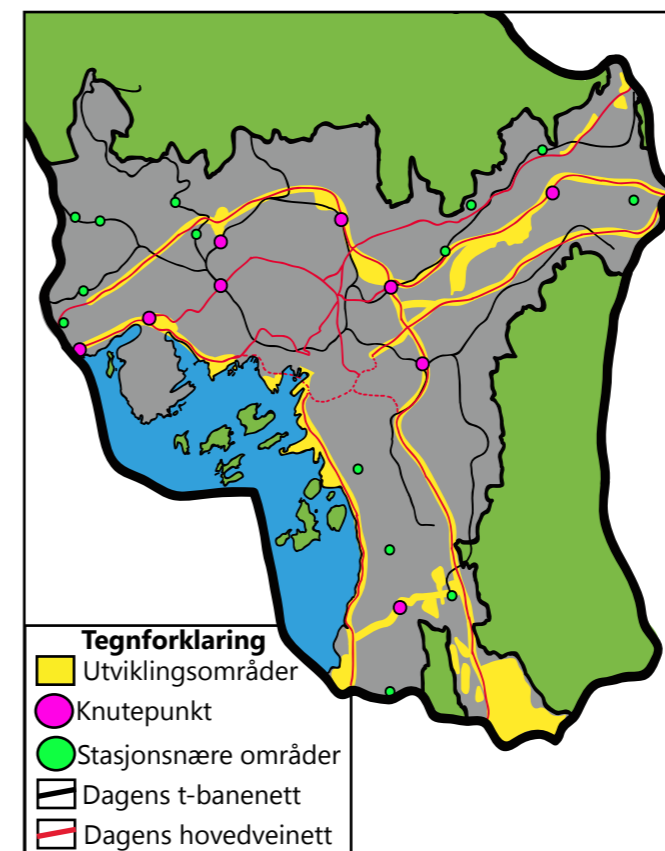 Tegnforklaring
Utviklingsområder
Knutepunkt
Stasjonsnære områder
Dagens t-banenett
Dagens hovedveinett